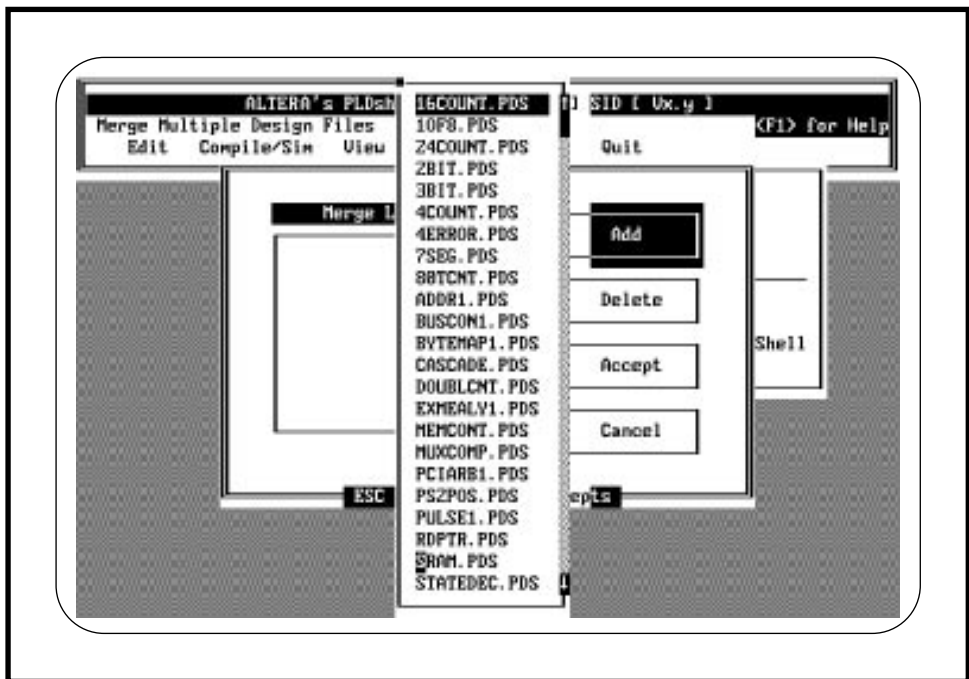 ALTERA's PLDsh
SID [ Vx.y ]
Merge Multiple Design Files
<F1> for Help
Edit Compile/Sim View
Quit
Merge L
16COUNT.PDS
10F8.PDS
24COUNT.PDS
2BIT.PDS
3BIT.PDS
4COUNT.PDS
4ERROR.PDS
7SEG.PDS
88TCNT.PDS
ADDR1.PDS
BUSCON1.PDS
BYTEMAP1.PDS
CASCADE.PDS
DOUBLCNT.PDS
EXMEALY1.PDS
MEMCONT.PDS
MUXCOMP.PDS
PCIARB1.PDS
PS2POS.PDS
PULSE1.PDS
RDPTR.PDS
SRAM.PDS
STATEDEC.PDS
Add
Delete
Accept
Cancel
Shell
ESC
epts